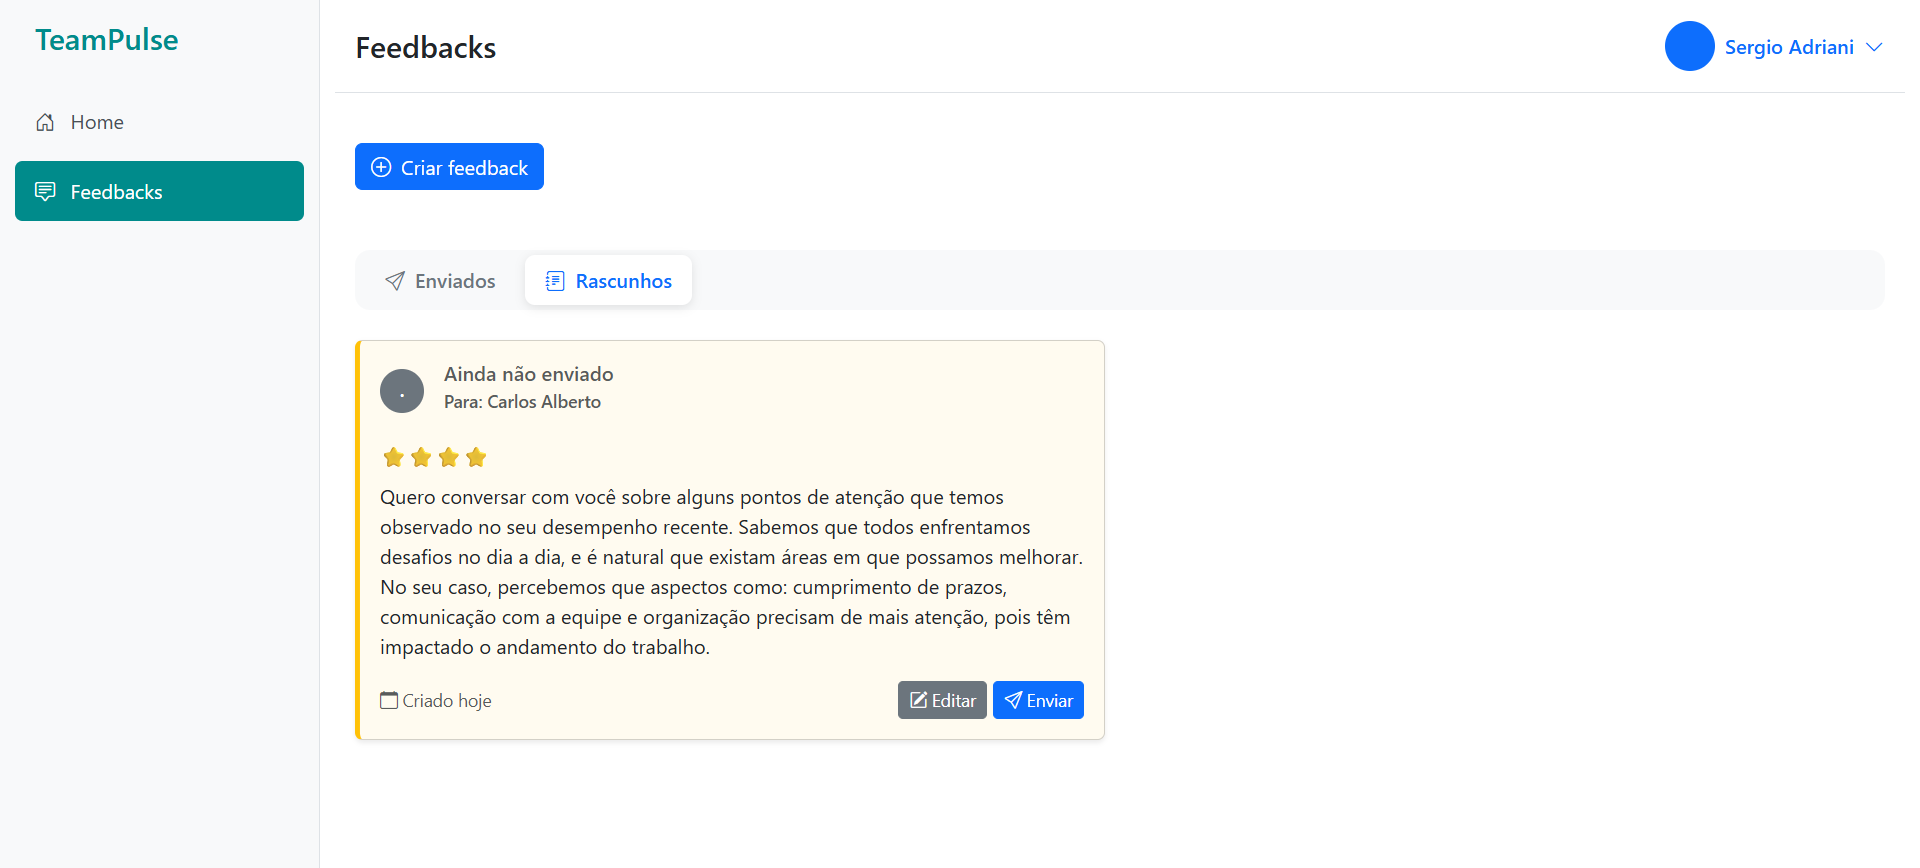 TeamPulse
Home
Feedbacks
Feedbacks
Sergio Adriani
Criar feedback
Enviados
Rascunhos
.
Ainda não enviado
Para: Carlos Alberto
Quero conversar com você sobre alguns pontos de atenção que temos
observado no seu desempenho recente. Sabemos que todos enfrentamos
desafios no dia a dia, e é natural que existam áreas em que possamos melhorar.
No seu caso, percebemos que aspectos como: cumprimento de prazos,
comunicação com a equipe e organização precisam de mais atenção, pois têm
impactado o andamento do trabalho.
Criado hoje
Editar
Enviar